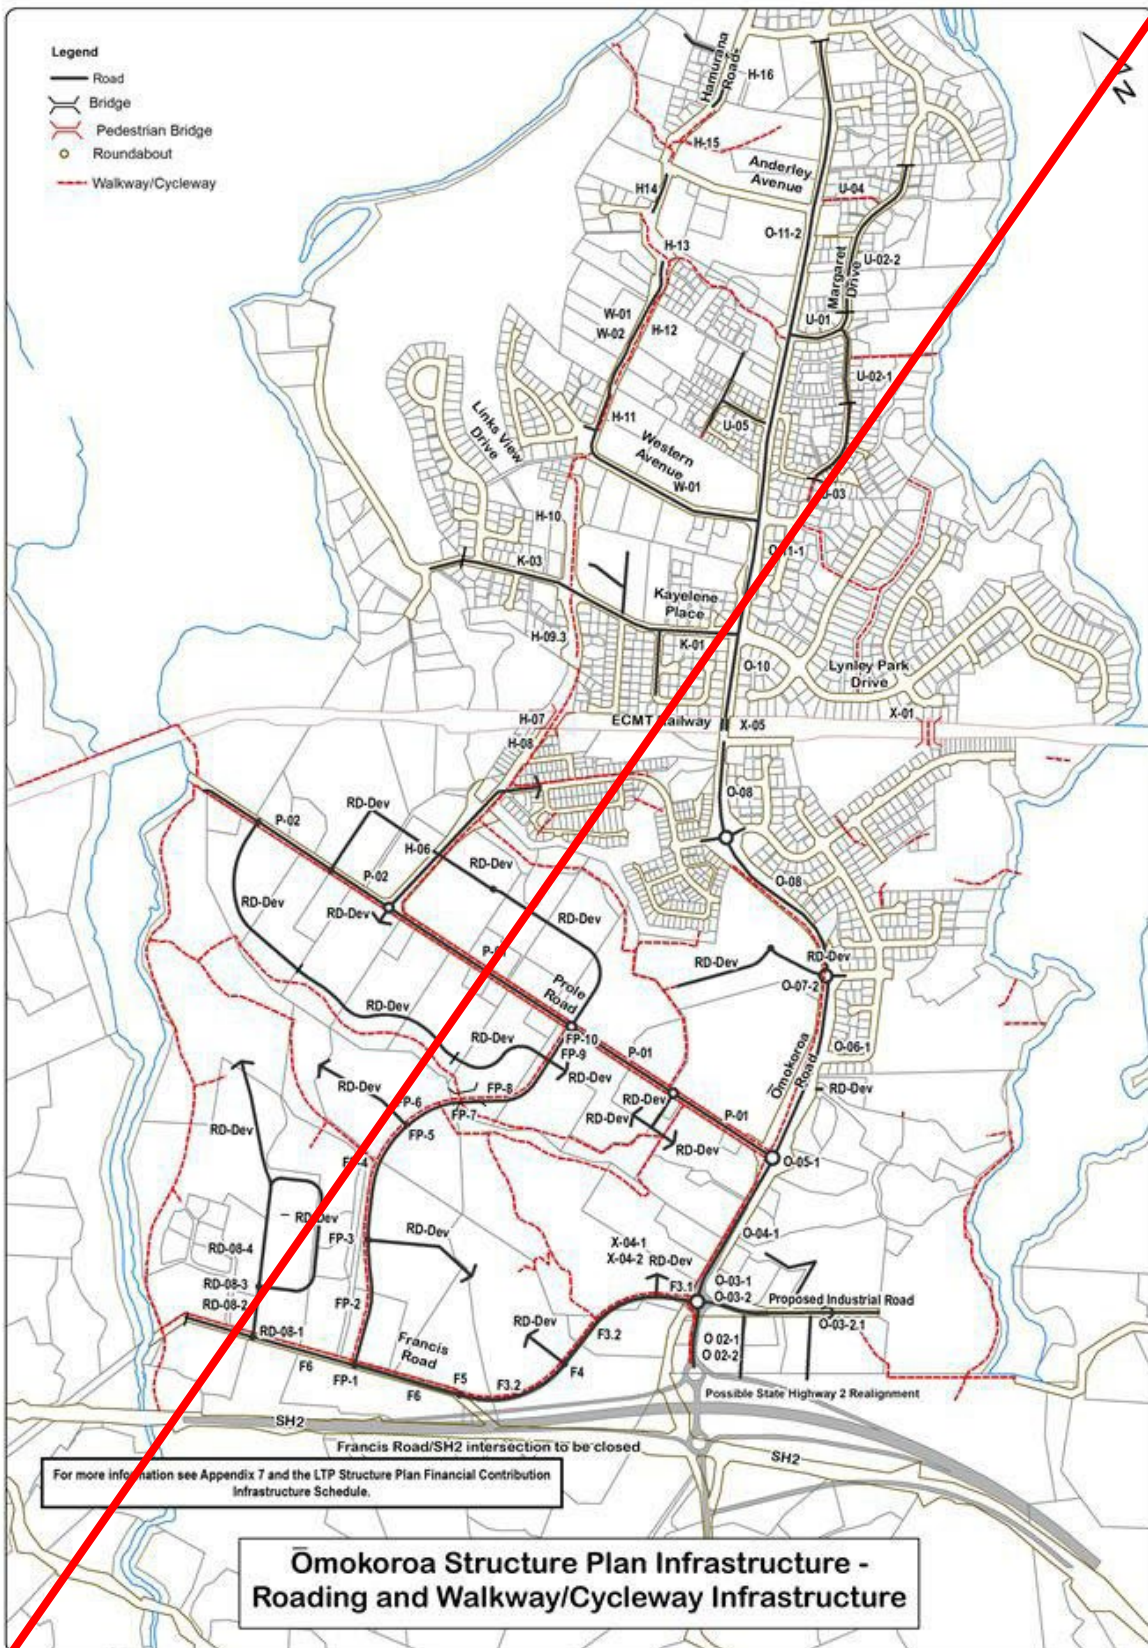 Legend
Road
Bridge
Pedestrian Bridge
Roundabout
Walkway/Cycleway
N
Hamurana
Road
H-16
H-15
Anderley
Avenue
H14
U-04
O-11-2
H-13
Margaret
Drive
U-02-2
W-01
W-02
H-12
U-01
U-02-1
Links View
Drive
H-11
U-05
Western
Avenue
W-01
U-03
H-10
O-11-1
K-03
Kayelene
Place
H-09.3
K-01
O-10
Lynley Park
Drive
H-07
ECMT Railway
X-05
X-01
H-08
RD-Dev
P-02
O-08
H-06
P-02
RD-Dev
O-08
RD-Dev
RD-Dev
RD-Dev
P-01
RD-Dev
RD-Dev
O-07-2
Prole
Road
RD-Dev
RD-Dev
FP-10
FP-9
P-01
O-06-1
Ōmokoroa
Road
RD-Dev
RD-Dev
FP-8
RD-Dev
RD-Dev
FP-6
FP-7
RD-Dev
P-01
RD-Dev
FP-5
RD-Dev
FP-4
O-05-1
RD-Dev
FP-3
RD-Dev
X-04-1
X-04-2
O-04-1
RD-08-4
RD-Dev
RD-08-3
F3.1
O-03-1
O-03-2
Proposed Industrial Road
RD-08-2
FP-2
RD-Dev
O-03-2.1
RD-08-1
Francis
Road
F3.2
O 02-1
O 02-2
F6
FP-1
F4
F5
F6
F3.2
Possible State Highway 2 Realignment
SH2
Francis Road/SH2 intersection to be closed
SH2
For more information see Appendix 7 and the LTP Structure Plan Financial Contribution
Infrastructure Schedule.
Ōmokoroa Structure Plan Infrastructure -
Roading and Walkway/Cycleway Infrastructure